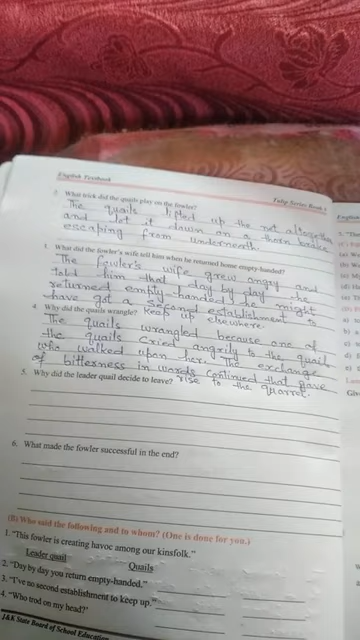 English Textbook
Tulip Series Book
2. What trick did the quails play on the fowler?
The quails lifted up the net altogether
and let it down on a thorn bush
escaping from underneath.
3. What did the fowler's wife tell him when he returned home empty-handed?
The fowler's wife grew angry and
told him that day by day he
returned empty-handed. He might
have got a second establishment to
keep up elsewhere.
4. Why did the quails wrangle?
The quails wrangled because one of
the quails cried angrily to the quail
who walked upon her. The exchange
of bitterness in words continued that gave
rise to the quarrel.
5. Why did the leader quail decide to leave?
6. What made the fowler successful in the end?
(B) Who said the following and to whom? (One is done for you.)
1. "This fowler is creating havoc among our kinsfolk."
Leader quail Quails
2. "Day by day you return empty-handed."
3. "I've no second establishment to keep up."
4. "Who trod on my head?"
J&K State Board of School Education